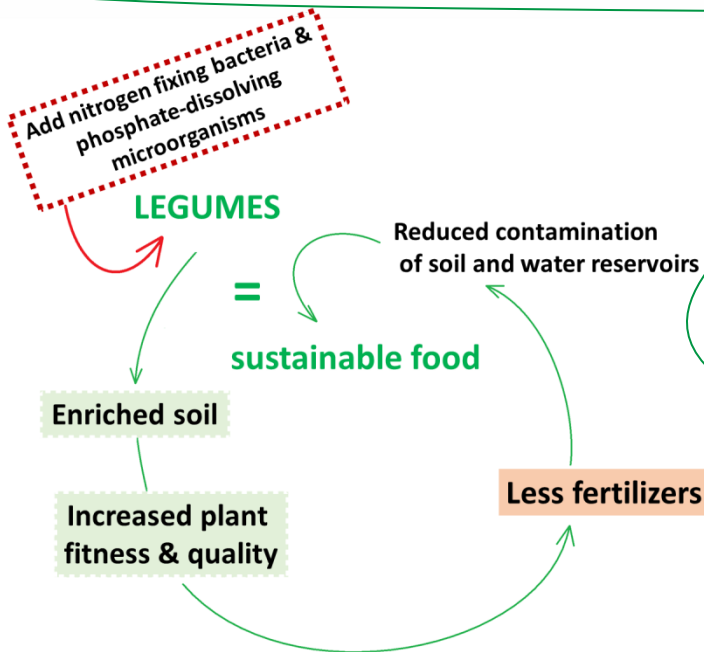 Add nitrogen fixing bacteria &
phosphate-dissolving
microorganisms
LEGUMES
=
Reduced contamination
of soil and water reservoirs
sustainable food
Enriched soil
Less fertilizers
Increased plant
fitness & quality